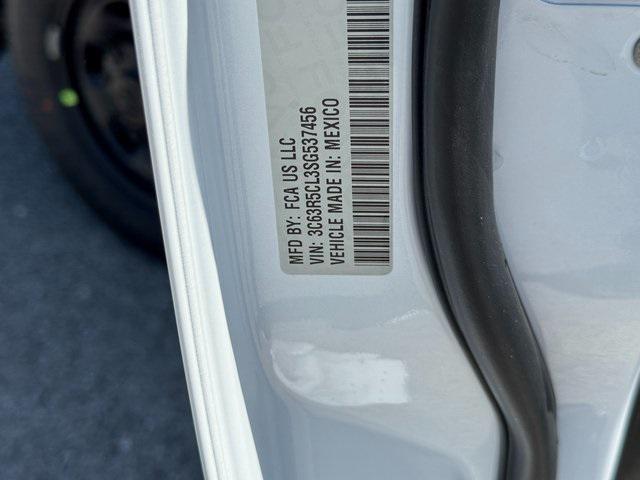 MFD BY: FCA US LLC
VIN: 3C63R5CL3SG537456
VEHICLE MADE IN: MEXICO